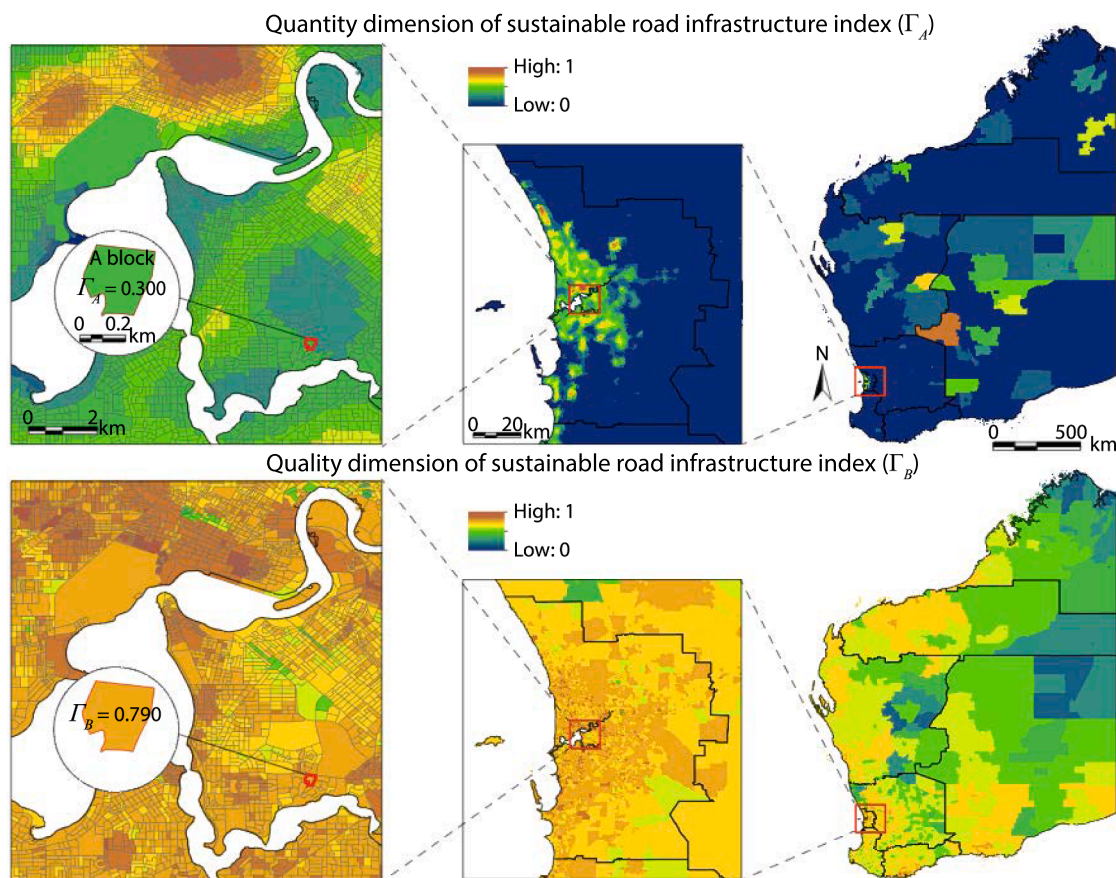 Quantity dimension of sustainable road infrastructure index (Γ_A)
High: 1
Low: 0
A block
Γ_A = 0.300
0 0.2
km
0 2
km
0 20
km
N
0 500
km
Quality dimension of sustainable road infrastructure index (Γ_B)
High: 1
Low: 0
Γ_B = 0.790